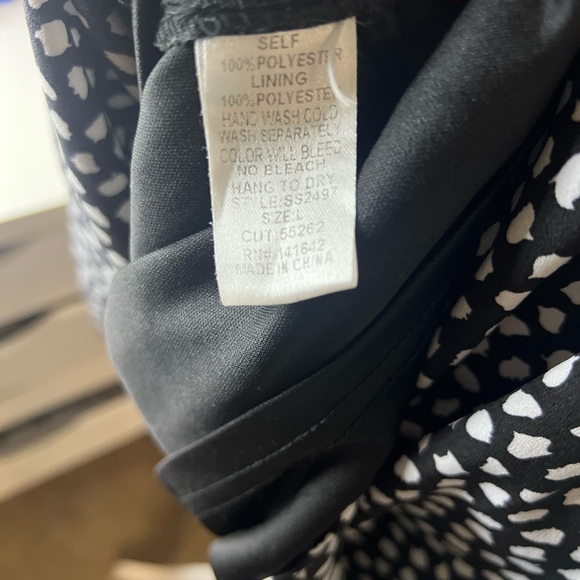 SELF
100%POLYESTER
LINING
100%POLYESTER
HAND WASH COLD
WASH SEPARATELY
COLOR WILL BLEED
NO BLEACH
HANG TO DRY
STYLE:SS2497
SIZE:L
CUT:55262
RN#:141642
MADE IN CHINA